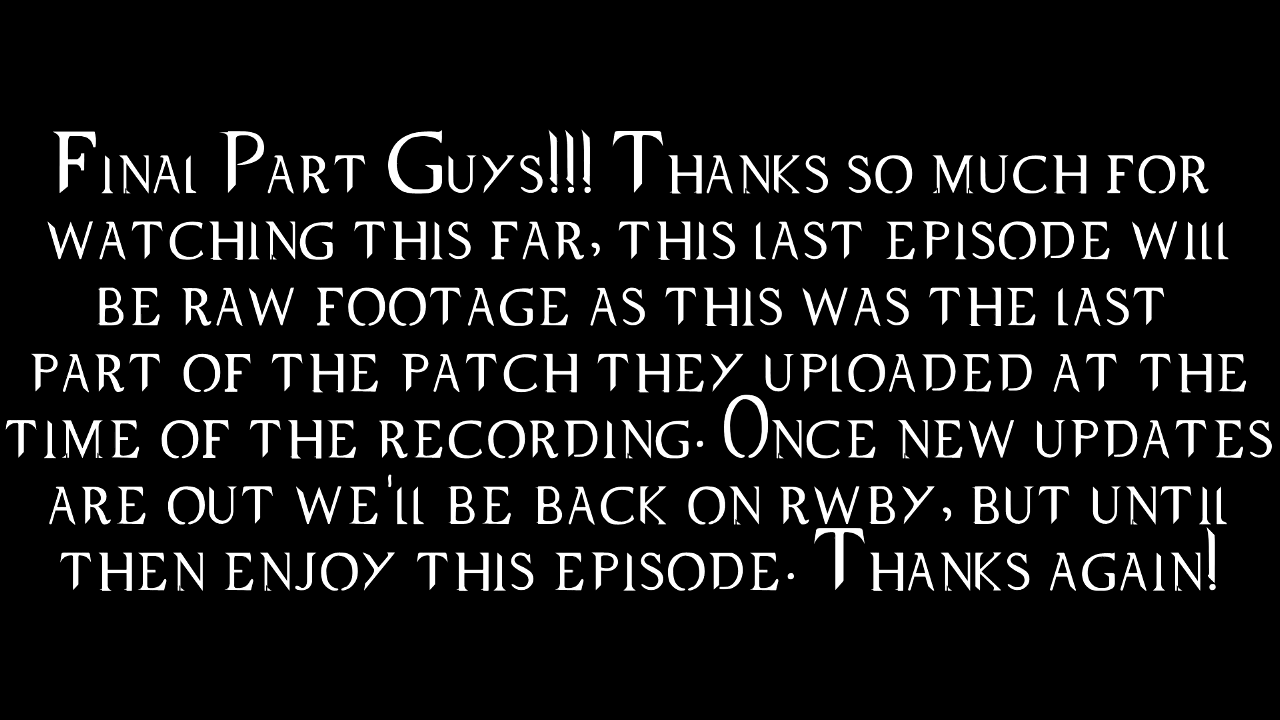 Final Part Guys!!! Thanks so much for
watching this far, this last episode will
be raw footage as this was the last
part of the patch they uploaded at the
time of the recording. Once new updates
are out we'll be back on rwby, but until
then enjoy this episode. Thanks again!